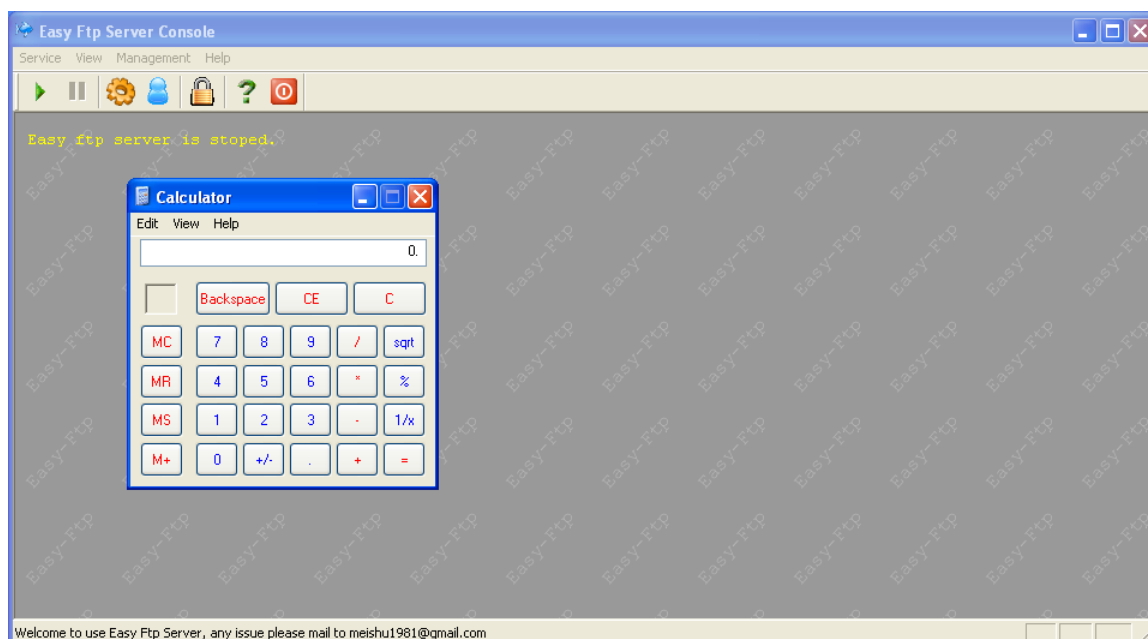 Easy Ftp Server Console
Service View Management Help
Easy ftp server is stoped.
Calculator
Edit View Help
0.
Backspace CE C
MC 7 8 9 / sqrt
MR 4 5 6 * %
MS 1 2 3 - 1/x
M+ 0 +/- . + =
Easy-Ftp
Welcome to use Easy Ftp Server, any issue please mail to meishu1981@gmail.com